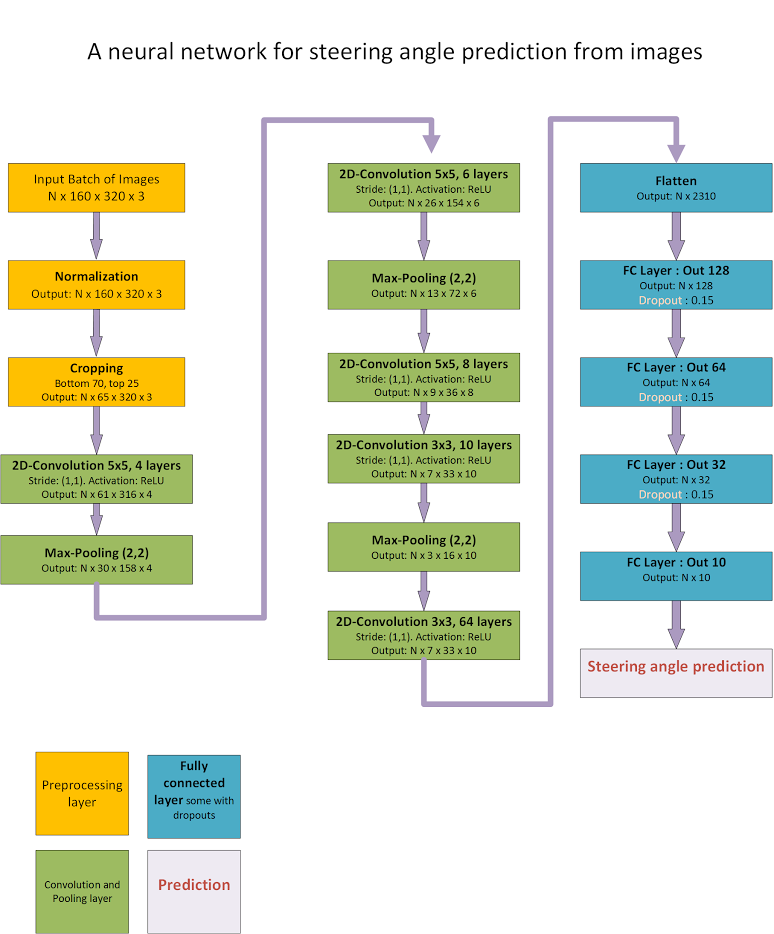 A neural network for steering angle prediction from images
Input Batch of Images
N x 160 x 320 x 3
Normalization
Output: N x 160 x 320 x 3
Cropping
Bottom 70, top 25
Output: N x 65 x 320 x 3
2D-Convolution 5x5, 4 layers
Stride: (1,1). Activation: ReLU
Output: N x 61 x 316 x 4
Max-Pooling (2,2)
Output: N x 30 x 158 x 4
2D-Convolution 5x5, 6 layers
Stride: (1,1). Activation: ReLU
Output: N x 26 x 154 x 6
Max-Pooling (2,2)
Output: N x 13 x 72 x 6
2D-Convolution 5x5, 8 layers
Stride: (1,1). Activation: ReLU
Output: N x 9 x 36 x 8
2D-Convolution 3x3, 10 layers
Stride: (1,1). Activation: ReLU
Output: N x 7 x 33 x 10
Max-Pooling (2,2)
Output: N x 3 x 16 x 10
2D-Convolution 3x3, 64 layers
Stride: (1,1). Activation: ReLU
Output: N x 7 x 33 x 10
Flatten
Output: N x 2310
FC Layer : Out 128
Output: N x 128
Dropout : 0.15
FC Layer : Out 64
Output: N x 64
Dropout : 0.15
FC Layer : Out 32
Output: N x 32
Dropout : 0.15
FC Layer : Out 10
Output: N x 10
Steering angle prediction
Preprocessing
layer
Fully
connected
layer some with
dropouts
Convolution and
Pooling layer
Prediction